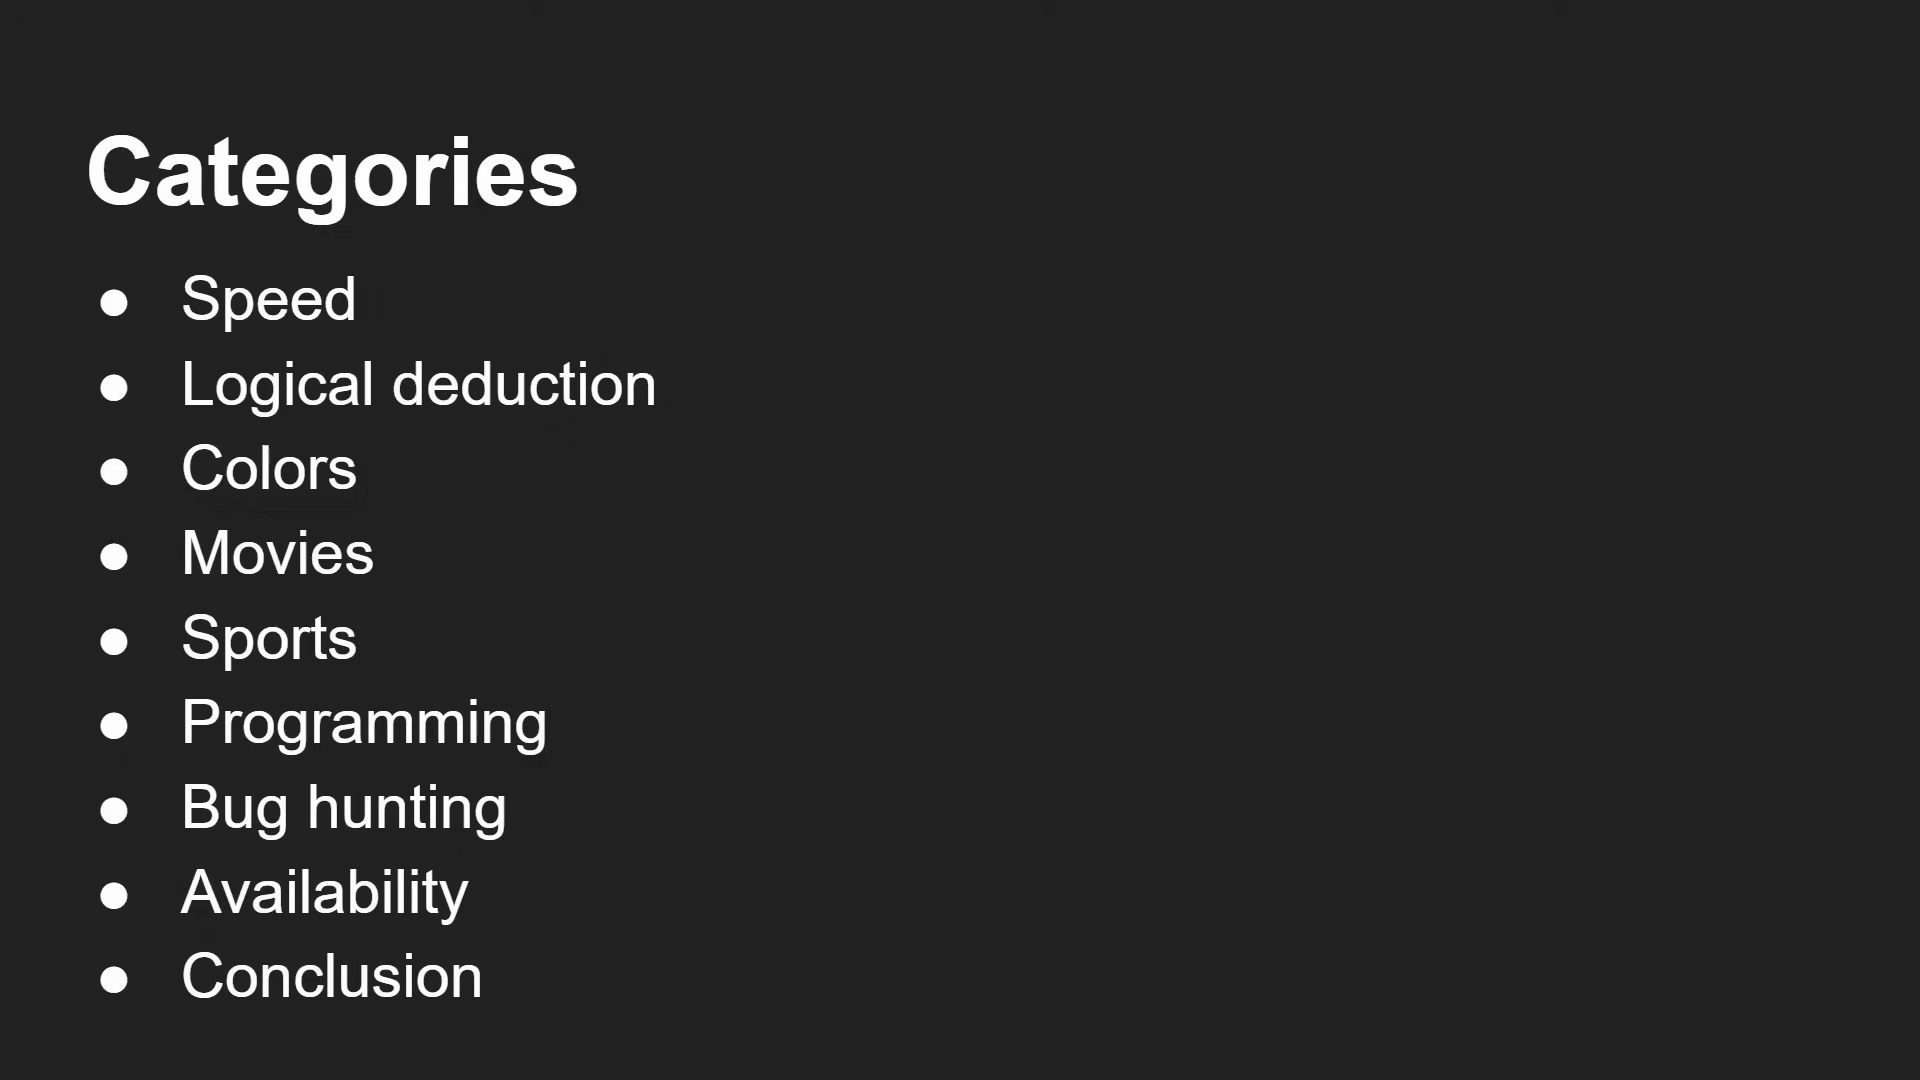 Categories
● Speed
● Logical deduction
● Colors
● Movies
● Sports
● Programming
● Bug hunting
● Availability
● Conclusion